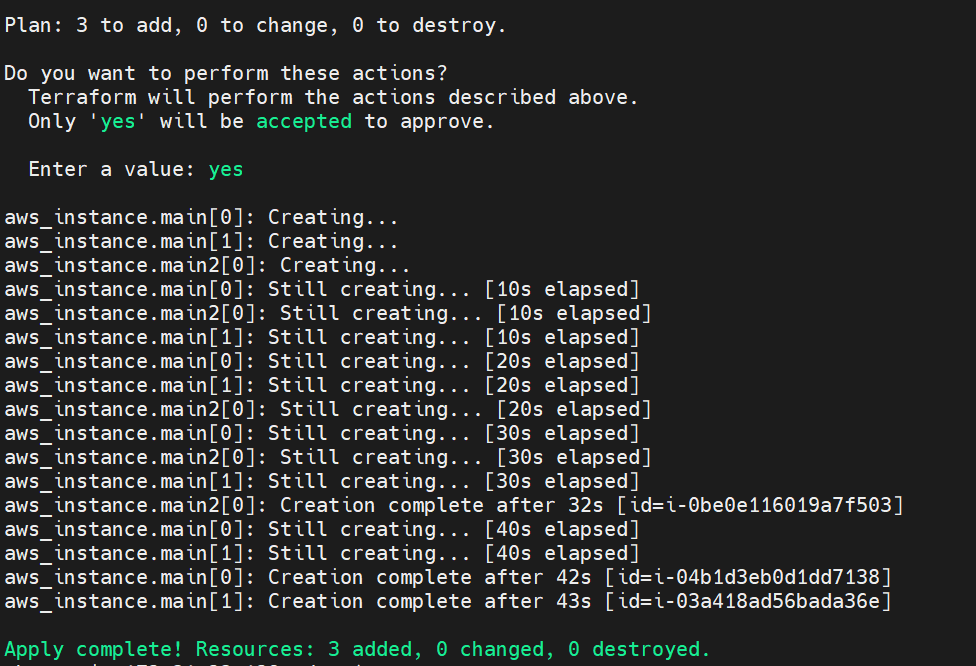 Plan: 3 to add, 0 to change, 0 to destroy.
Do you want to perform these actions?
Terraform will perform the actions described above.
Only 'yes' will be accepted to approve.
Enter a value: yes
aws_instance.main[0]: Creating...
aws_instance.main[1]: Creating...
aws_instance.main2[0]: Creating...
aws_instance.main[0]: Still creating... [10s elapsed]
aws_instance.main2[0]: Still creating... [10s elapsed]
aws_instance.main[1]: Still creating... [10s elapsed]
aws_instance.main[0]: Still creating... [20s elapsed]
aws_instance.main[1]: Still creating... [20s elapsed]
aws_instance.main2[0]: Still creating... [20s elapsed]
aws_instance.main[0]: Still creating... [30s elapsed]
aws_instance.main2[0]: Still creating... [30s elapsed]
aws_instance.main[1]: Still creating... [30s elapsed]
aws_instance.main2[0]: Creation complete after 32s [id=i-0be0e116019a7f503]
aws_instance.main[0]: Still creating... [40s elapsed]
aws_instance.main[1]: Still creating... [40s elapsed]
aws_instance.main[0]: Creation complete after 42s [id=i-04b1d3eb0d1dd7138]
aws_instance.main[1]: Creation complete after 43s [id=i-03a418ad56bada36e]
Apply complete! Resources: 3 added, 0 changed, 0 destroyed.